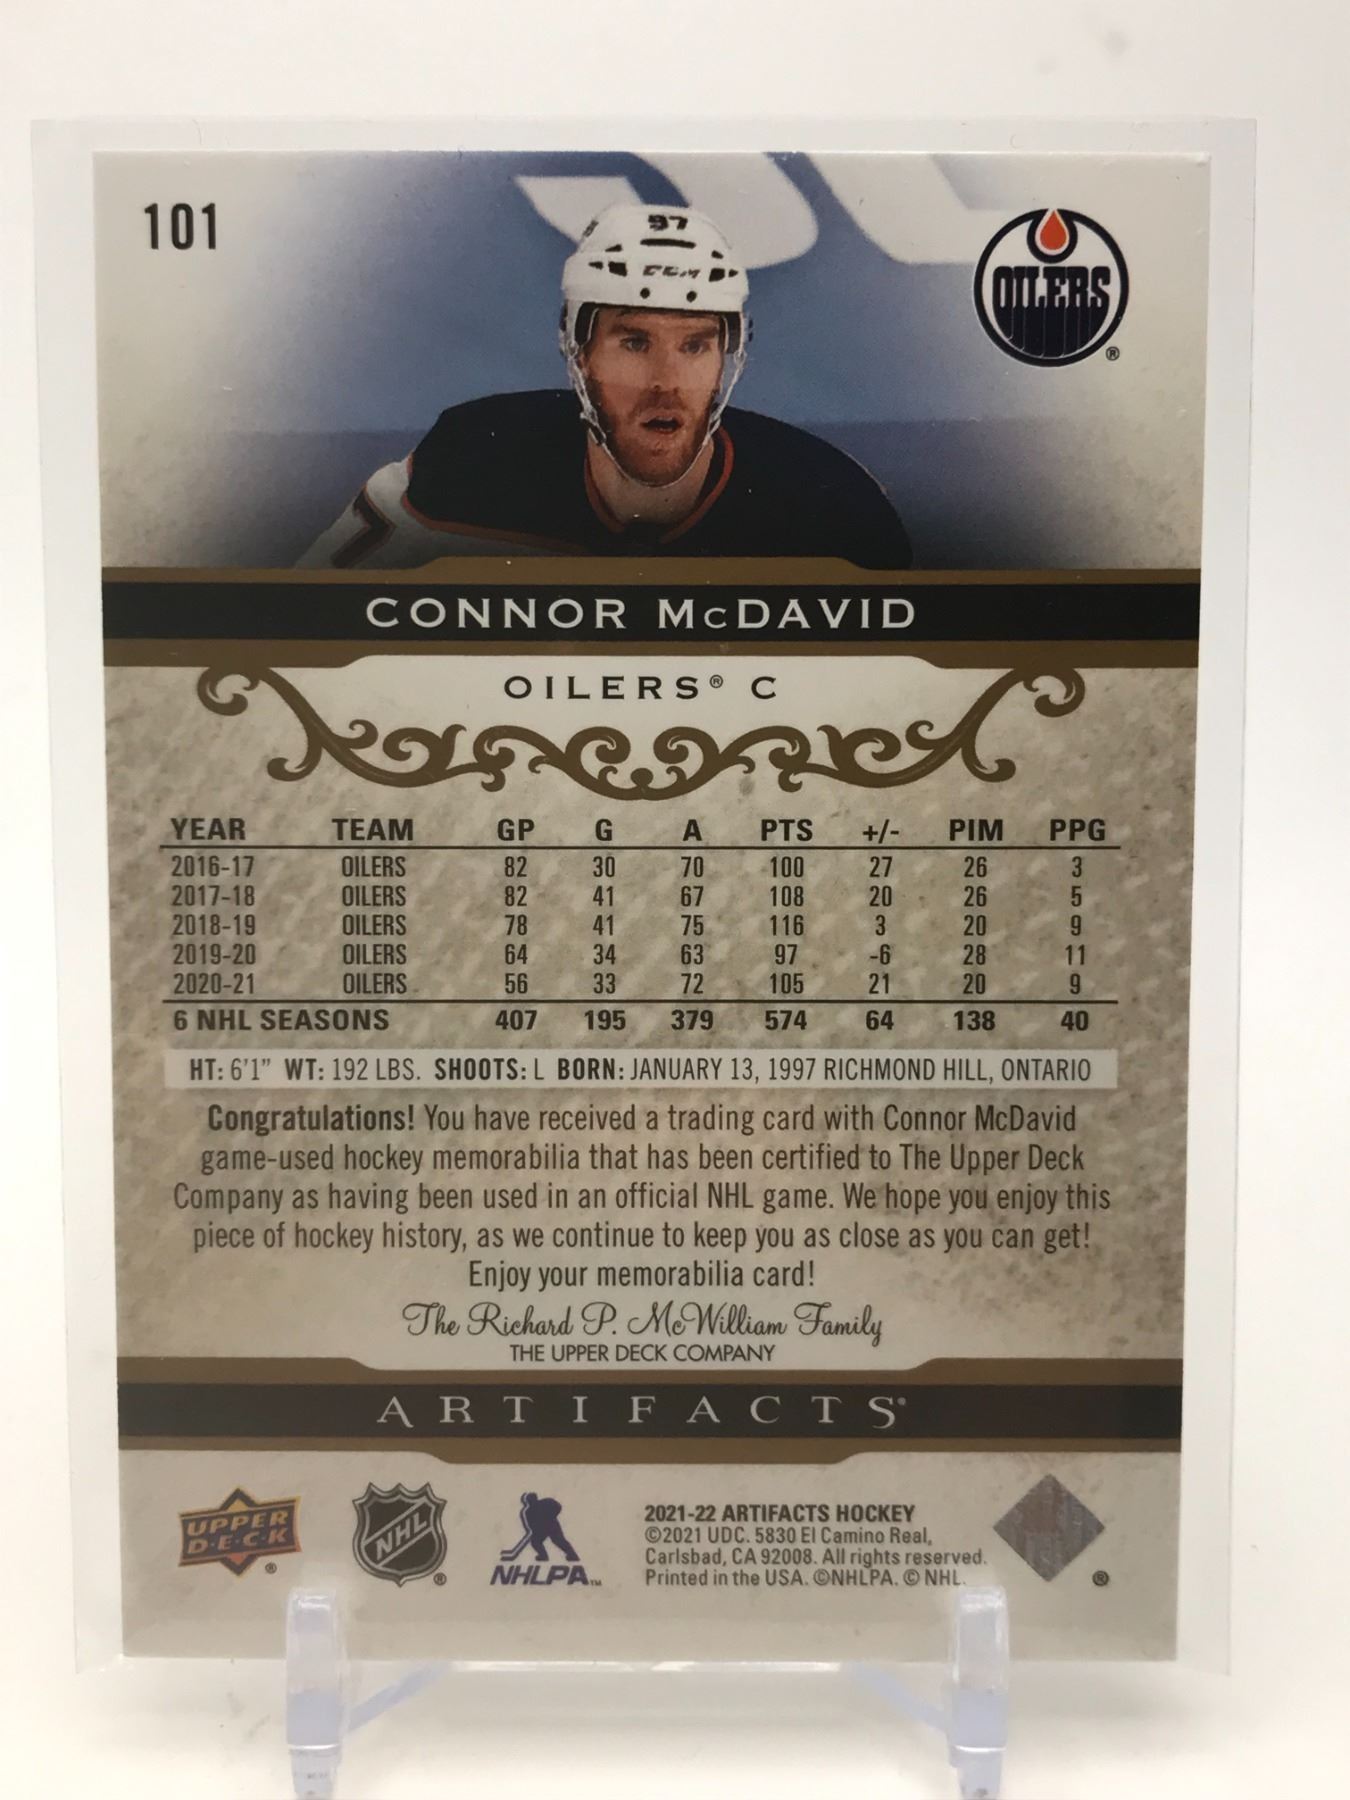 101
97
CCM
OILERS
®
7
CONNOR McDAVID
OILERS® C
YEAR TEAM GP G A PTS +/- PIM PPG
2016-17 OILERS 82 30 70 100 27 26 3
2017-18 OILERS 82 41 67 108 20 26 5
2018-19 OILERS 78 41 75 116 3 20 9
2019-20 OILERS 64 34 63 97 -6 28 11
2020-21 OILERS 56 33 72 105 21 20 9
6 NHL SEASONS 407 195 379 574 64 138 40
HT: 6'1" WT: 192 LBS. SHOOTS: L BORN: JANUARY 13, 1997 RICHMOND HILL, ONTARIO
Congratulations! You have received a trading card with Connor McDavid
game-used hockey memorabilia that has been certified to The Upper Deck
Company as having been used in an official NHL game. We hope you enjoy this
piece of hockey history, as we continue to keep you as close as you can get!
Enjoy your memorabilia card!
The Richard P. McWilliam Family
THE UPPER DECK COMPANY
ARTIFACTS®
UPPER
D·E·C·K
®
NHL
®
NHLPA™
2021-22 ARTIFACTS HOCKEY
©2021 UDC. 5830 El Camino Real,
Carlsbad, CA 92008. All rights reserved.
Printed in the USA. ©NHLPA. © NHL.
®